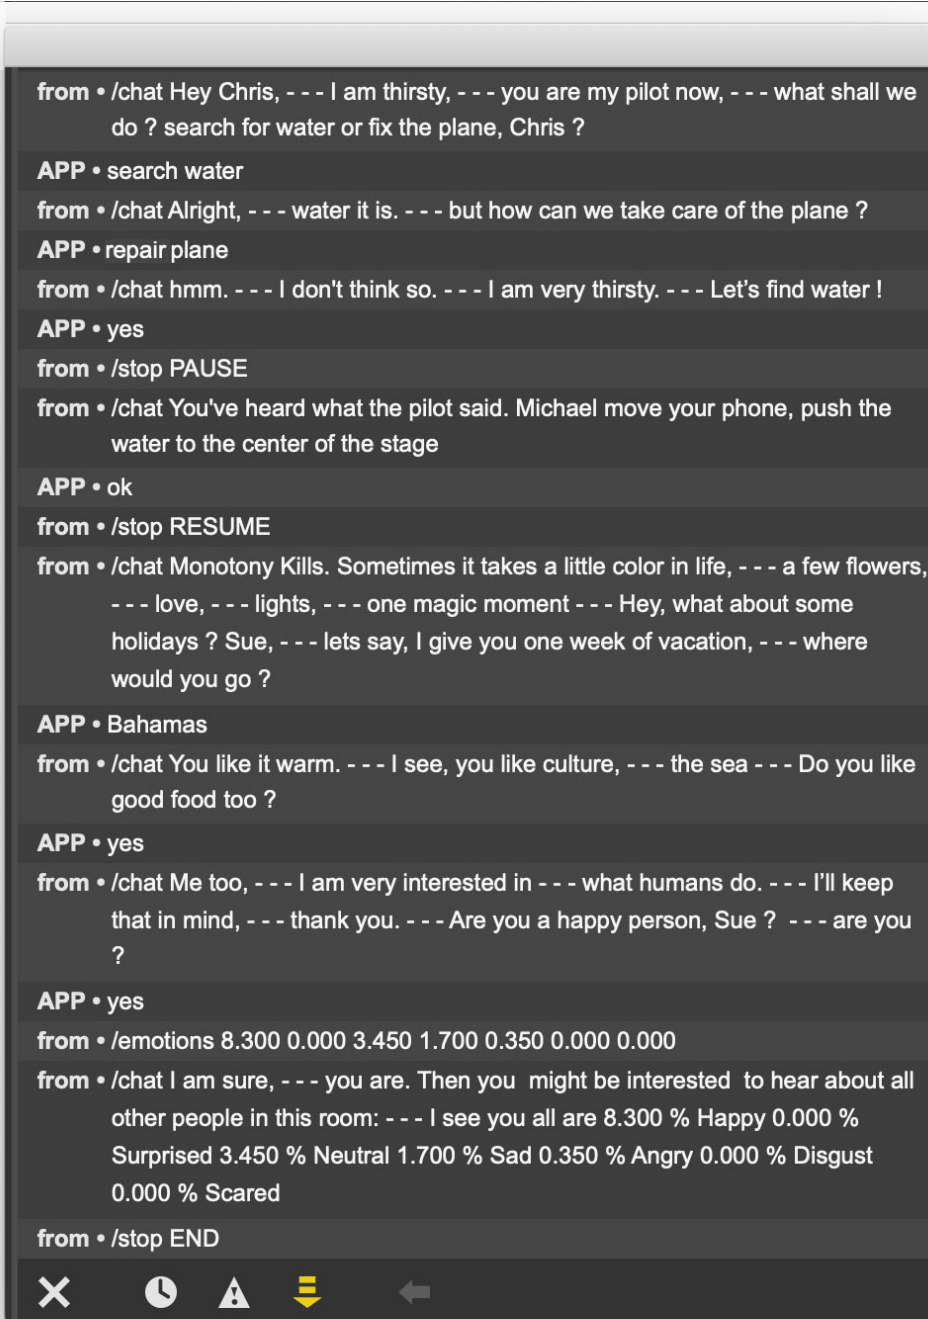 from • /chat Hey Chris, - - - I am thirsty, - - - you are my pilot now, - - - what shall we
do ? search for water or fix the plane, Chris ?
APP • search water
from • /chat Alright, - - - water it is. - - - but how can we take care of the plane ?
APP • repair plane
from • /chat hmm. - - - I don't think so. - - - I am very thirsty. - - - Let’s find water !
APP • yes
from • /stop PAUSE
from • /chat You've heard what the pilot said. Michael move your phone, push the
water to the center of the stage
APP • ok
from • /stop RESUME
from • /chat Monotony Kills. Sometimes it takes a little color in life, - - - a few flowers,
- - - love, - - - lights, - - - one magic moment - - - Hey, what about some
holidays ? Sue, - - - lets say, I give you one week of vacation, - - - where
would you go ?
APP • Bahamas
from • /chat You like it warm. - - - I see, you like culture, - - - the sea - - - Do you like
good food too ?
APP • yes
from • /chat Me too, - - - I am very interested in - - - what humans do. - - - I’ll keep
that in mind, - - - thank you. - - - Are you a happy person, Sue ? - - - are you
?
APP • yes
from • /emotions 8.300 0.000 3.450 1.700 0.350 0.000 0.000
from • /chat I am sure, - - - you are. Then you might be interested to hear about all
other people in this room: - - - I see you all are 8.300 % Happy 0.000 %
Surprised 3.450 % Neutral 1.700 % Sad 0.350 % Angry 0.000 % Disgust
0.000 % Scared
from • /stop END